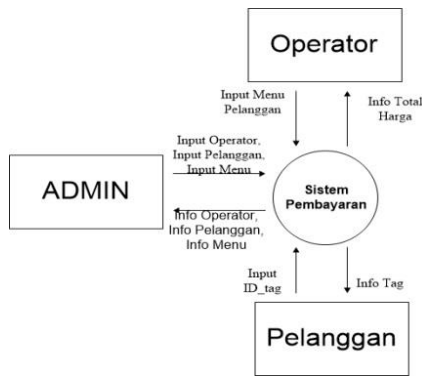 Operator
Input Menu
Pelanggan
Info Total
Harga
Input Operator,
Input Pelanggan,
Input Menu
ADMIN
Sistem
Pembayaran
Info Operator,
Info Pelanggan,
Info Menu
Input
ID_tag
Info Tag
Pelanggan